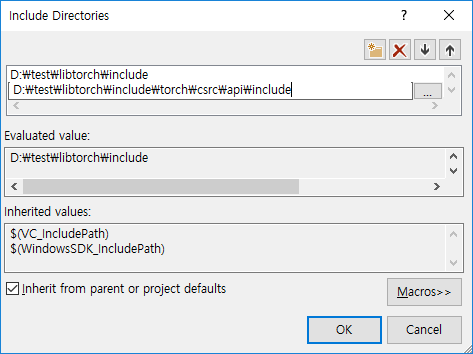 Include Directories
D:₩test₩libtorch₩include
D:₩test₩libtorch₩include₩torch₩csrc₩api₩include
...
Evaluated value:
D:₩test₩libtorch₩include
Inherited values:
$(VC_IncludePath)
$(WindowsSDK_IncludePath)
Inherit from parent or project defaults
Macros>>
OK
Cancel